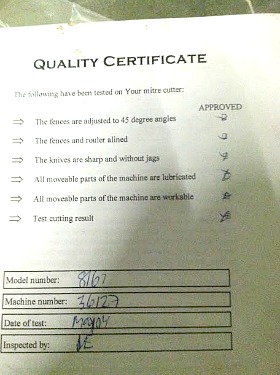 QUALITY CERTIFICATE
The following have been tested on Your mitre cutter:
APPROVED
⇒ The fences are adjusted to 45 degree angles
⇒ The fences and router alined
⇒ The knives are sharp and without jags
⇒ All moveable parts of the machine are lubricated
⇒ All moveable parts of the machine are workable
⇒ Test cutting result
Model number: 8167
Machine number: 36127
Date of test: May04
Inspected by: